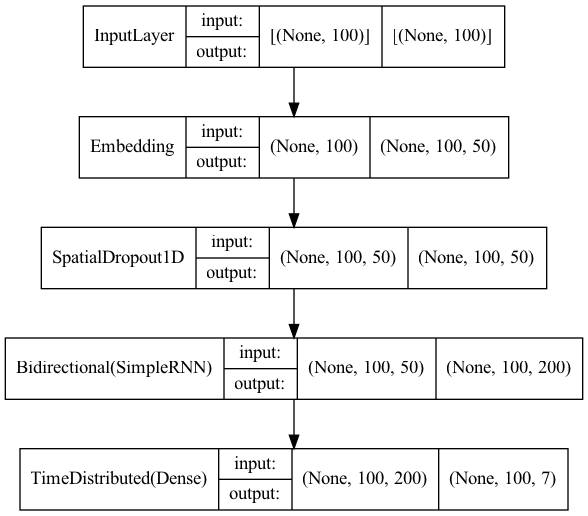 InputLayer
input:
output:
[(None, 100)]
[(None, 100)]
Embedding
input:
output:
(None, 100)
(None, 100, 50)
SpatialDropout1D
input:
output:
(None, 100, 50)
(None, 100, 50)
Bidirectional(SimpleRNN)
input:
output:
(None, 100, 50)
(None, 100, 200)
TimeDistributed(Dense)
input:
output:
(None, 100, 200)
(None, 100, 7)